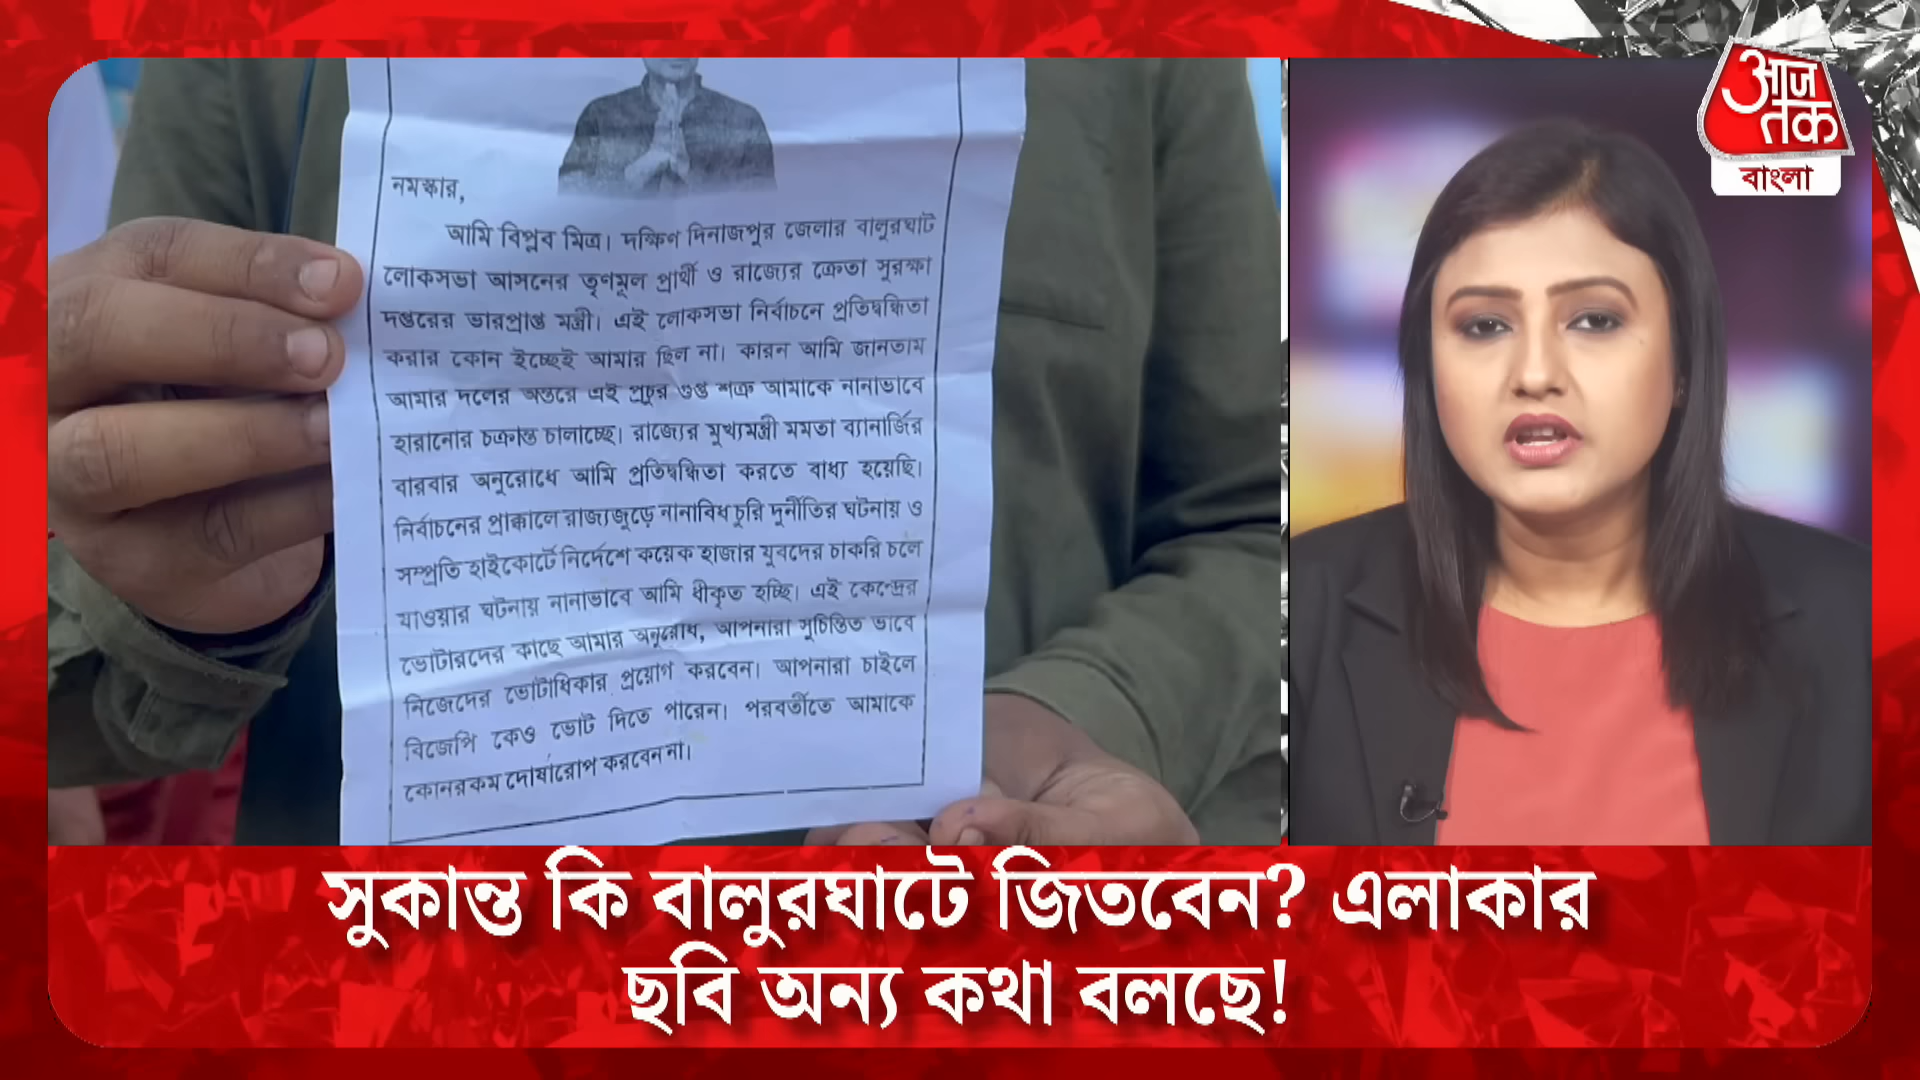 आज
तक
বাংলা
নমস্কার,
আমি বিপ্লব মিত্র। দক্ষিণ দিনাজপুর জেলার বালুরঘাট
লোকসভা আসনের তৃণমূল প্রার্থী ও রাজ্যের ক্রেতা সুরক্ষা
দপ্তরের ভারপ্রাপ্ত মন্ত্রী। এই লোকসভা নির্বাচনে প্রতিদ্বন্ধিতা
করার কোন ইচ্ছেই আমার ছিল না। কারন আমি জানতাম
আমার দলের অন্তরে এই প্রচুর গুপ্ত শত্রু আমাকে নানাভাবে
হারানোর চক্রান্ত চালাচ্ছে। রাজ্যের মুখ্যমন্ত্রী মমতা ব্যানার্জির
বারবার অনুরোধে আমি প্রতিদ্বন্ধিতা করতে বাধ্য হয়েছি।
নির্বাচনের প্রাক্কালে রাজ্যজুড়ে নানাবিধ চুরি দুর্নীতির ঘটনায় ও
সম্প্রতি হাইকোর্টে নির্দেশে কয়েক হাজার যুবদের চাকরি চলে
যাওয়ার ঘটনায় নানাভাবে আমি ধীকৃত হচ্ছি। এই কেন্দ্রের
ভোটারদের কাছে আমার অনুরোধ, আপনারা সুচিন্তিত ভাবে
নিজেদের ভোটাধিকার প্রয়োগ করবেন। আপনারা চাইলে
বিজেপি কেও ভোট দিতে পারেন। পরবর্তীতে আমাকে
কোনরকম দোষারোপ করবেন না।
সুকান্ত কি বালুরঘাটে জিতবেন? এলাকার
ছবি অন্য কথা বলছে!